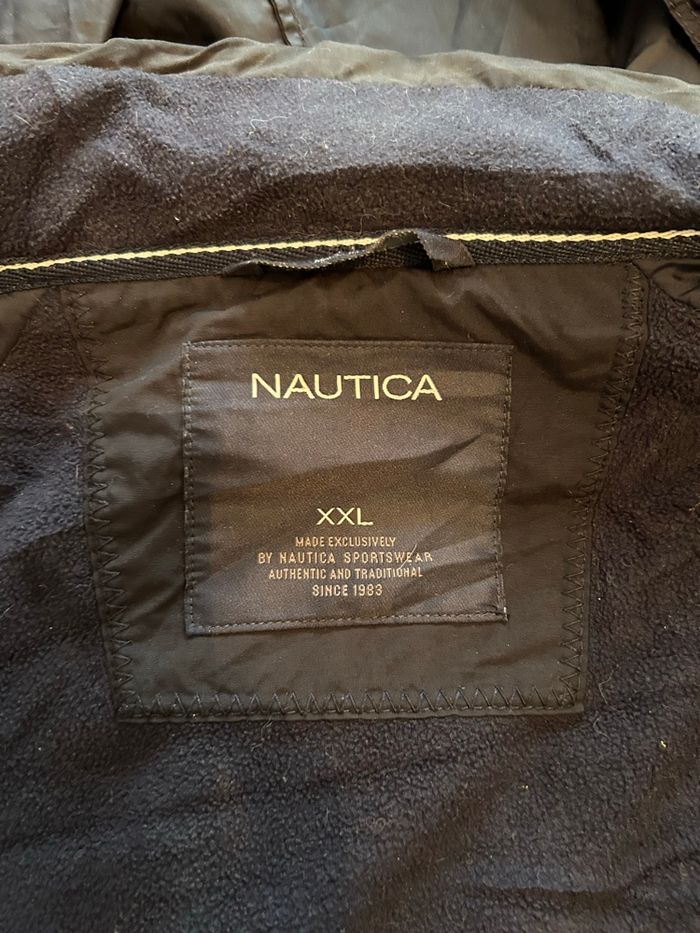 NAUTICA
XXL
MADE EXCLUSIVELY
BY NAUTICA SPORTSWEAR
AUTHENTIC AND TRADITIONAL
SINCE 1983